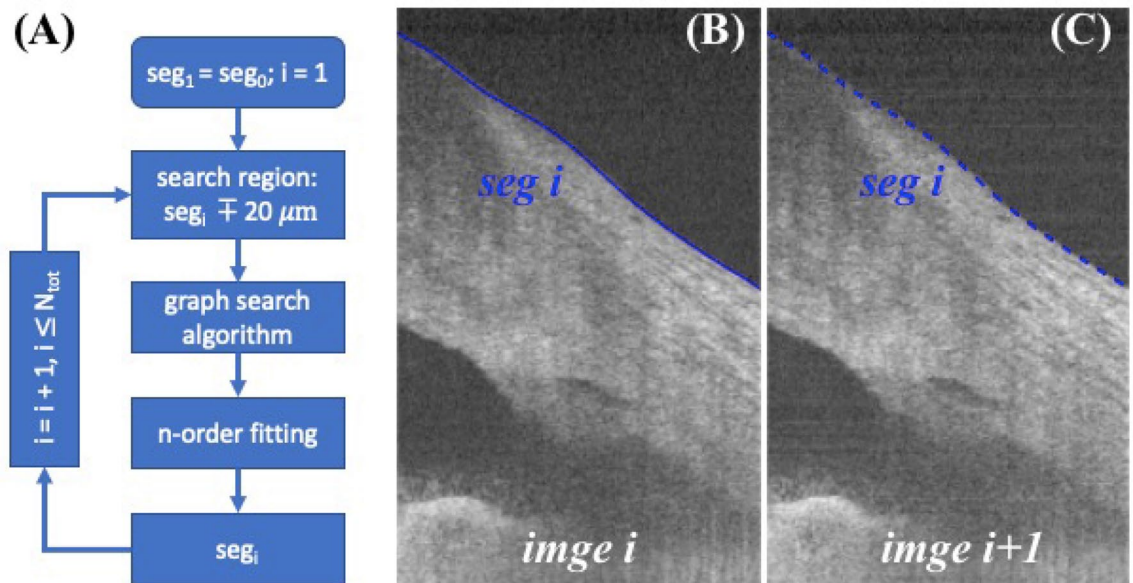 (A)
seg₁ = seg₀; i = 1
search region:
segᵢ ∓ 20 μm
graph search
algorithm
n-order fitting
segᵢ
i = i + 1, i ≤ Nₜₒₜ
(B)
seg i
imge i
(C)
seg i
imge i+1